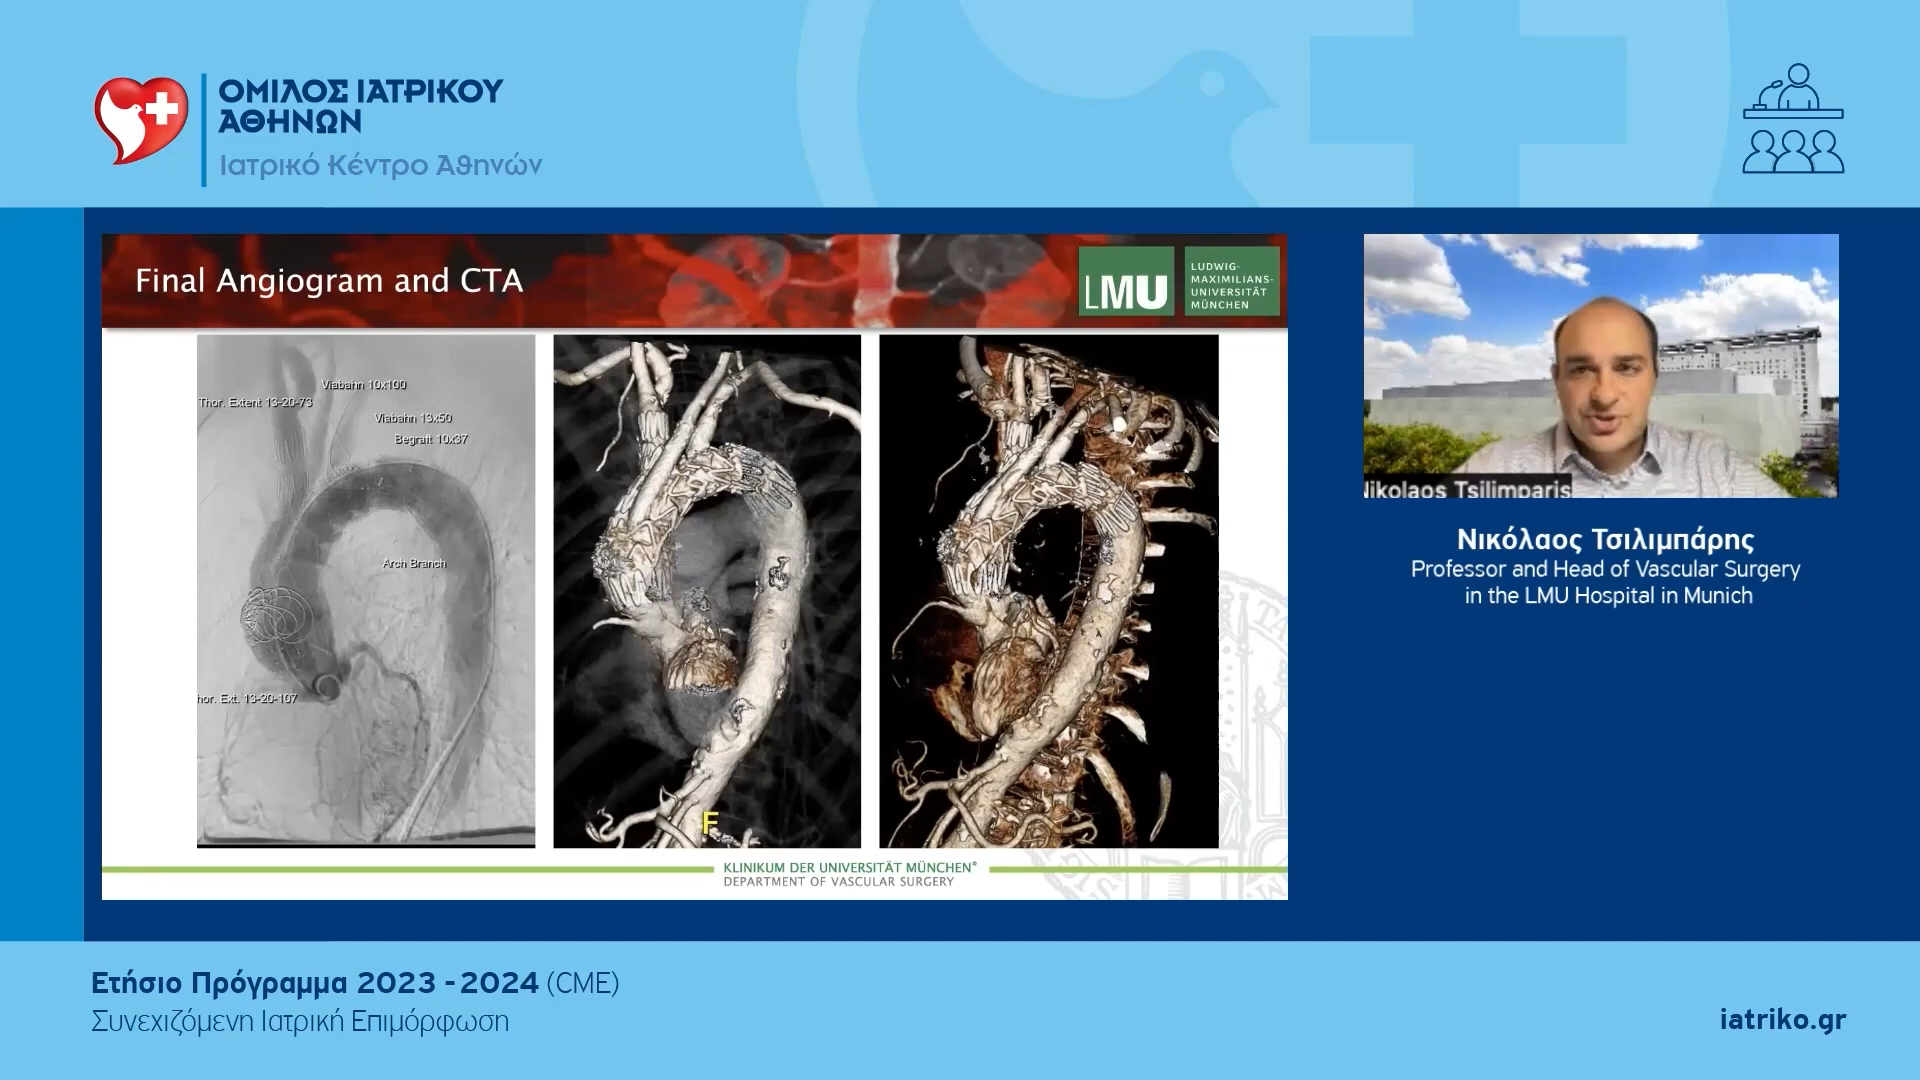 ΟΜΙΛΟΣ ΙΑΤΡΙΚΟΥ
ΑΘΗΝΩΝ
Ιατρικό Κέντρο Αθηνών
Final Angiogram and CTA
LMU
LUDWIG-
MAXIMILIANS-
UNIVERSITÄT
MÜNCHEN
Viabahn 10x100
Thor. Extent 13-20-73
Viabahn 13x50
Begraft 10x37
Arch Branch
hor. Ext. 13-20-107
F
KLINIKUM DER UNIVERSITÄT MÜNCHEN®
DEPARTMENT OF VASCULAR SURGERY
Nikolaos Tsilimparis
Νικόλαος Τσιλιμπάρης
Professor and Head of Vascular Surgery
in the LMU Hospital in Munich
Ετήσιο Πρόγραμμα 2023 - 2024 (CME)
Συνεχιζόμενη Ιατρική Επιμόρφωση
iatriko.gr